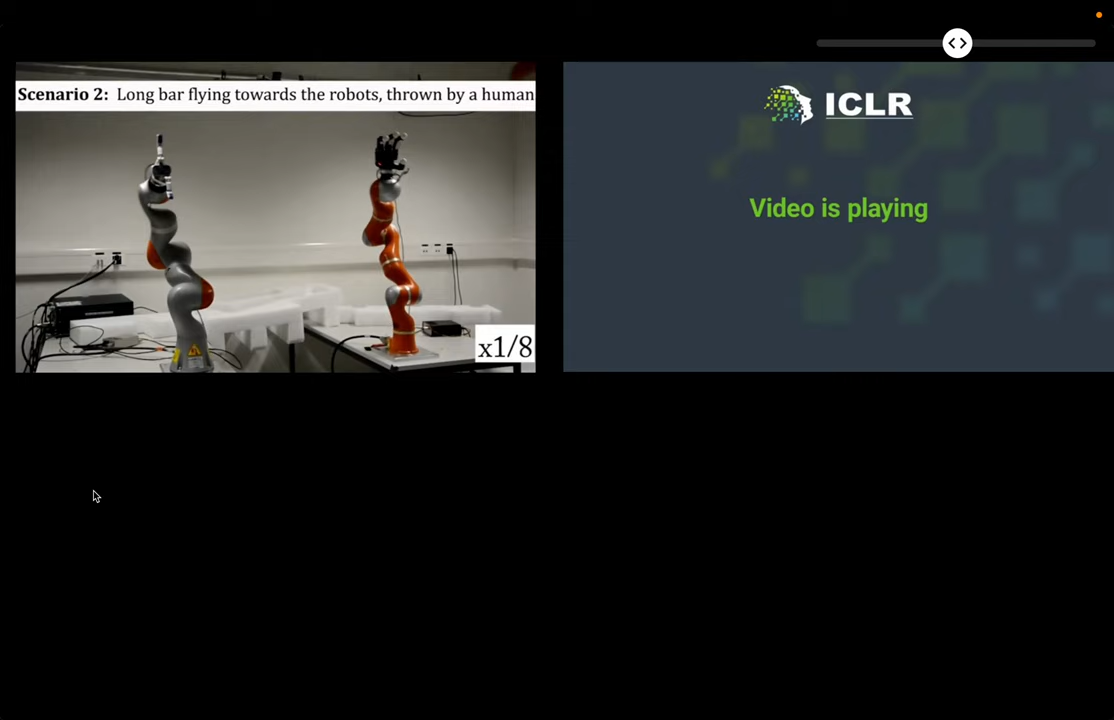 Scenario 2: Long bar flying towards the robots, thrown by a human
x1/8
ICLR
Video is playing